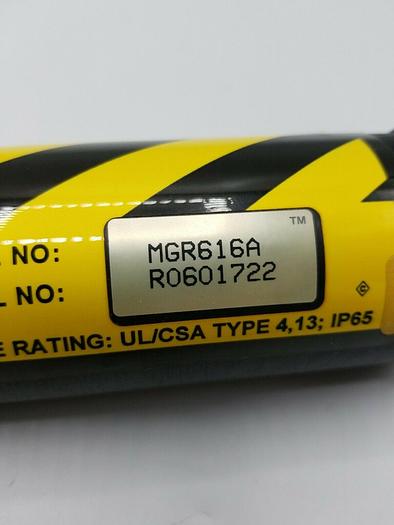 ™
NO: MGR616A
NO: R0601722
RATING: UL/CSA TYPE 4,13; IP65